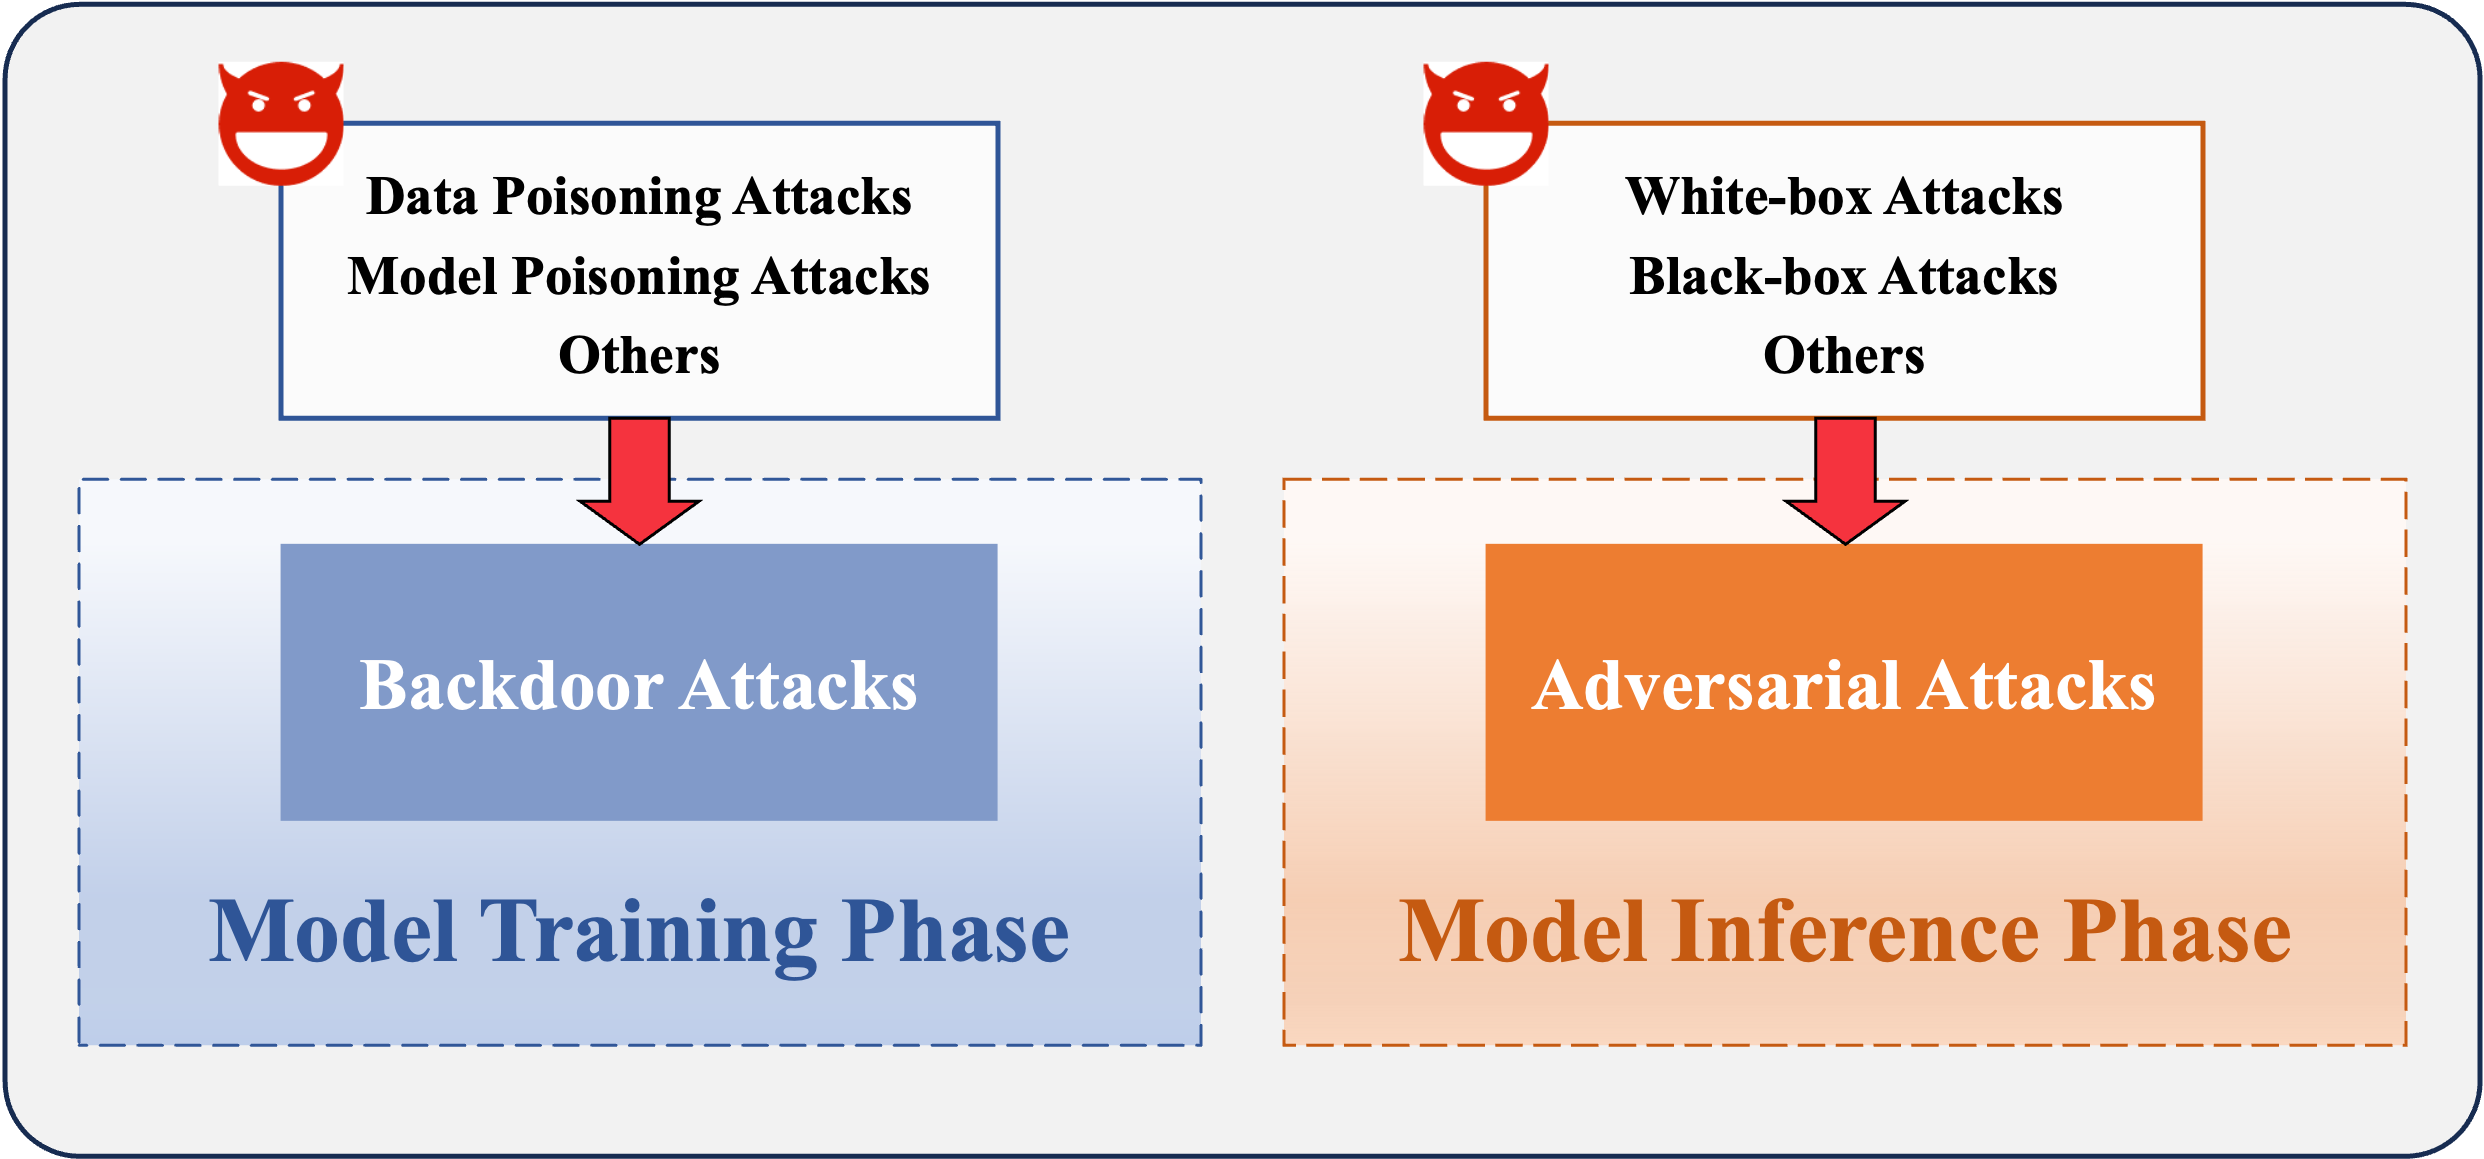 Data Poisoning Attacks
Model Poisoning Attacks
Others
Backdoor Attacks
Model Training Phase
White-box Attacks
Black-box Attacks
Others
Adversarial Attacks
Model Inference Phase